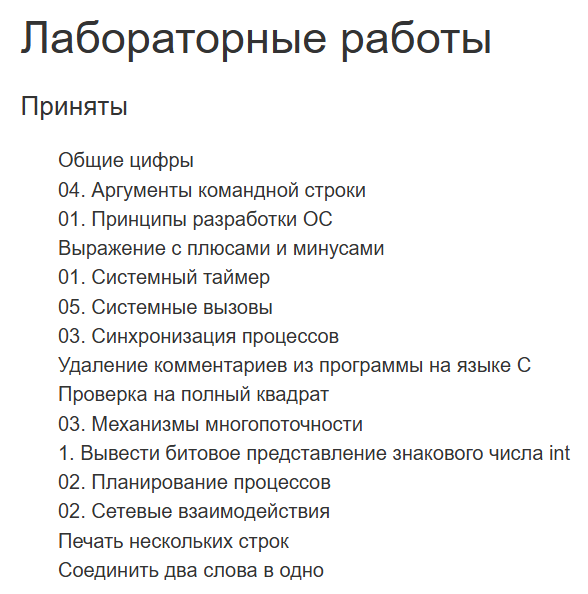 Лабораторные работы
Приняты
Общие цифры
04. Аргументы командной строки
01. Принципы разработки ОС
Выражение с плюсами и минусами
01. Системный таймер
05. Системные вызовы
03. Синхронизация процессов
Удаление комментариев из программы на языке C
Проверка на полный квадрат
03. Механизмы многопоточности
1. Вывести битовое представление знакового числа int
02. Планирование процессов
02. Сетевые взаимодействия
Печать нескольких строк
Соединить два слова в одно